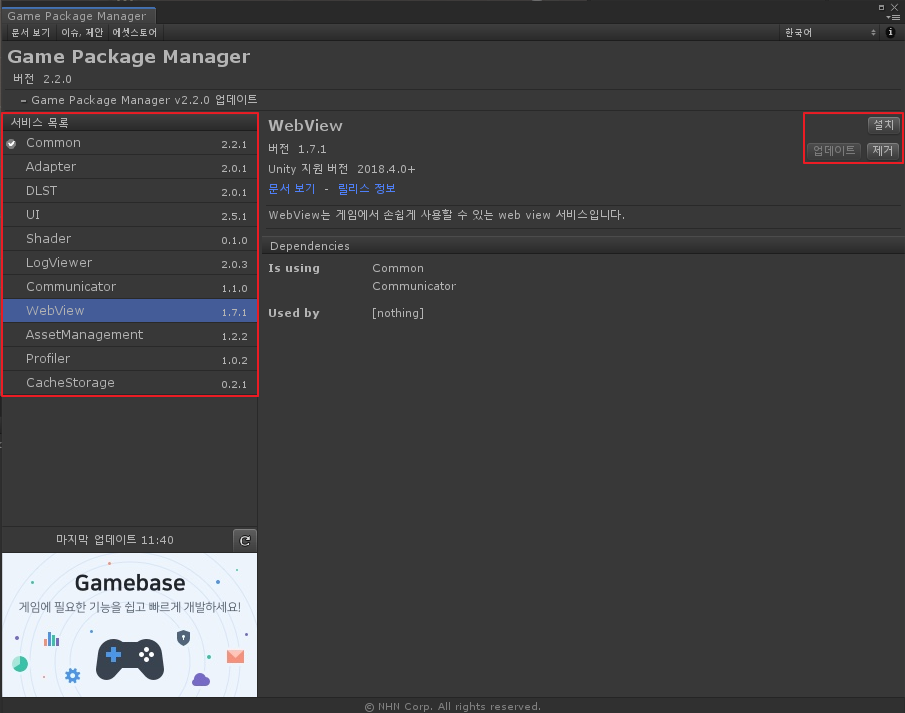 Game Package Manager
문서 보기 이슈, 제안 에셋스토어 한국어
Game Package Manager
버전 2.2.0
– Game Package Manager v2.2.0 업데이트
서비스 목록
Common 2.2.1
Adapter 2.0.1
DLST 2.0.1
UI 2.5.1
Shader 0.1.0
LogViewer 2.0.3
Communicator 1.1.0
WebView 1.7.1
AssetManagement 1.2.2
Profiler 1.0.2
CacheStorage 0.2.1
마지막 업데이트 11:40
Gamebase
게임에 필요한 기능을 쉽고 빠르게 개발하세요!
WebView
설치
버전 1.7.1
업데이트 제거
Unity 지원 버전 2018.4.0+
문서 보기 - 릴리스 정보
WebView는 게임에서 손쉽게 사용할 수 있는 web view 서비스입니다.
Dependencies
Is using Common
Communicator
Used by [nothing]
© NHN Corp. All rights reserved.